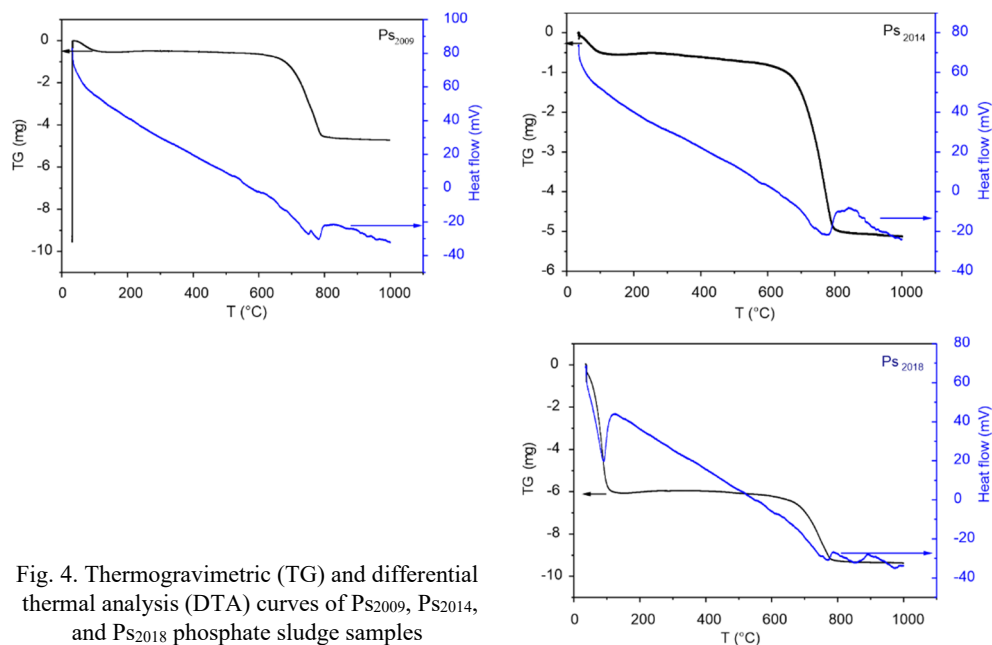 Ps2009
TG (mg)
0
-2
-4
-6
-8
-10
100
80
60
40
20
0
-20
-40
Heat flow (mV)
0 200 400 600 800 1000
T (°C)
Ps 2014
TG (mg)
0
-1
-2
-3
-4
-5
-6
80
60
40
20
0
-20
-40
Heat flow (mV)
0 200 400 600 800 1000
T (°C)
Ps 2018
TG (mg)
0
-2
-4
-6
-8
-10
80
60
40
20
0
-20
-40
Heat flow (mV)
0 200 400 600 800 1000
T (°C)
Fig. 4. Thermogravimetric (TG) and differential
thermal analysis (DTA) curves of Ps2009, Ps2014,
and Ps2018 phosphate sludge samples